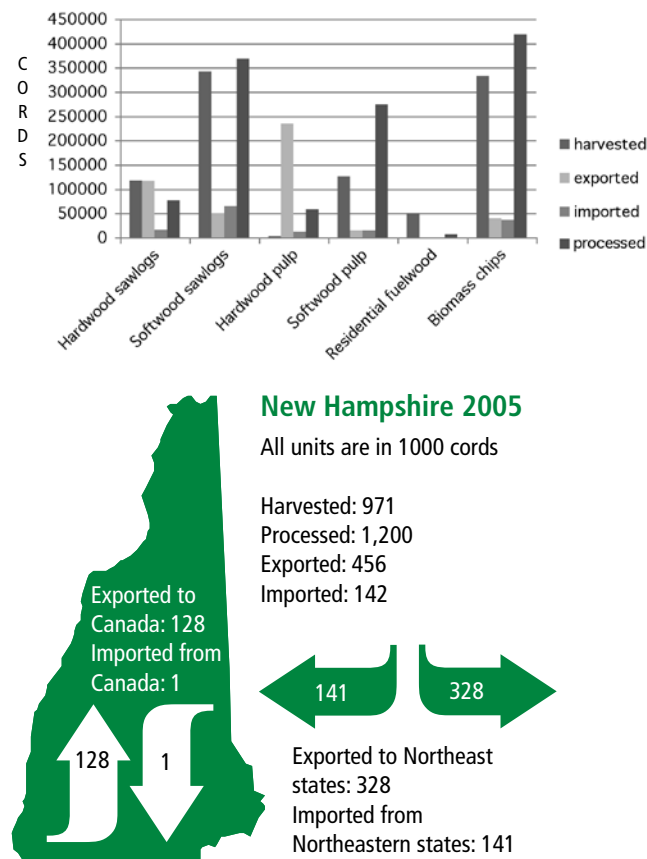 450000
400000
350000
300000
250000
200000
150000
100000
50000
0
C
O
R
D
S
Hardwood sawlogs
Softwood sawlogs
Hardwood pulp
Softwood pulp
Residential fuelwood
Biomass chips
harvested
exported
imported
processed
New Hampshire 2005
All units are in 1000 cords
Harvested: 971
Processed: 1,200
Exported: 456
Imported: 142
Exported to
Canada: 128
Imported from
Canada: 1
128
1
141
328
Exported to Northeast
states: 328
Imported from
Northeastern states: 141